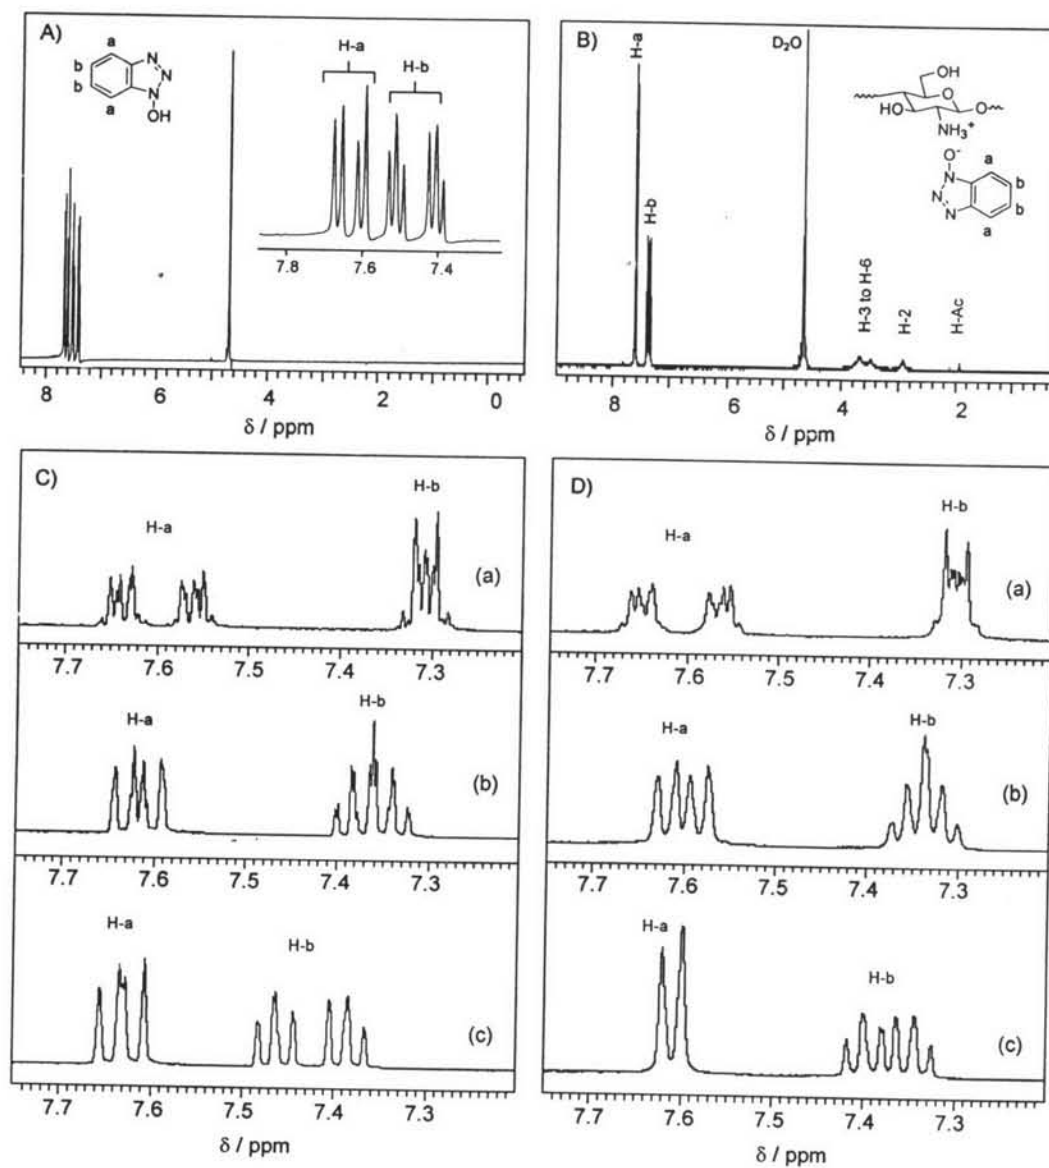 A)
a
b
b
a
N
N
N
OH
H-a
H-b
7.8 7.6 7.4
8 6 4 2 0
δ / ppm
B)
H-a
H-b
D₂O
H-3 to H-6
H-2
H-Ac
OH
O
HO
O
NH₃⁺
O⁻
N
N
N
a
b
b
a
8 6 4 2
δ / ppm
C)
H-a
H-b
(a)
7.7 7.6 7.5 7.4 7.3
H-a
H-b
(b)
7.7 7.6 7.5 7.4 7.3
H-a
H-b
(c)
7.7 7.6 7.5 7.4 7.3
δ / ppm
D)
H-a
H-b
(a)
7.7 7.6 7.5 7.4 7.3
H-a
H-b
(b)
7.7 7.6 7.5 7.4 7.3
H-a
H-b
(c)
7.7 7.6 7.5 7.4 7.3
δ / ppm